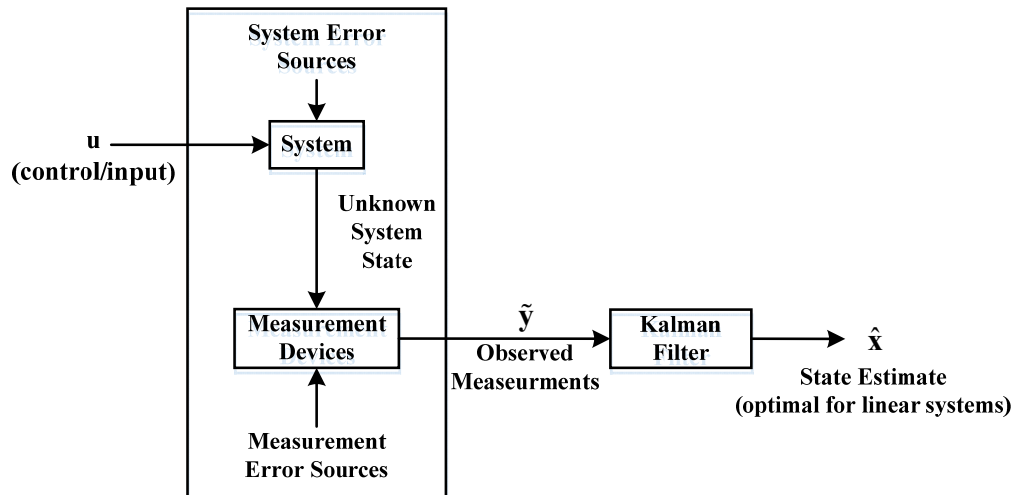 System Error
Sources
u
(control/input)
System
Unknown
System
State
Measurement
Devices
ỹ
Observed
Measeurments
Kalman
Filter
x̂
State Estimate
(optimal for linear systems)
Measurement
Error Sources